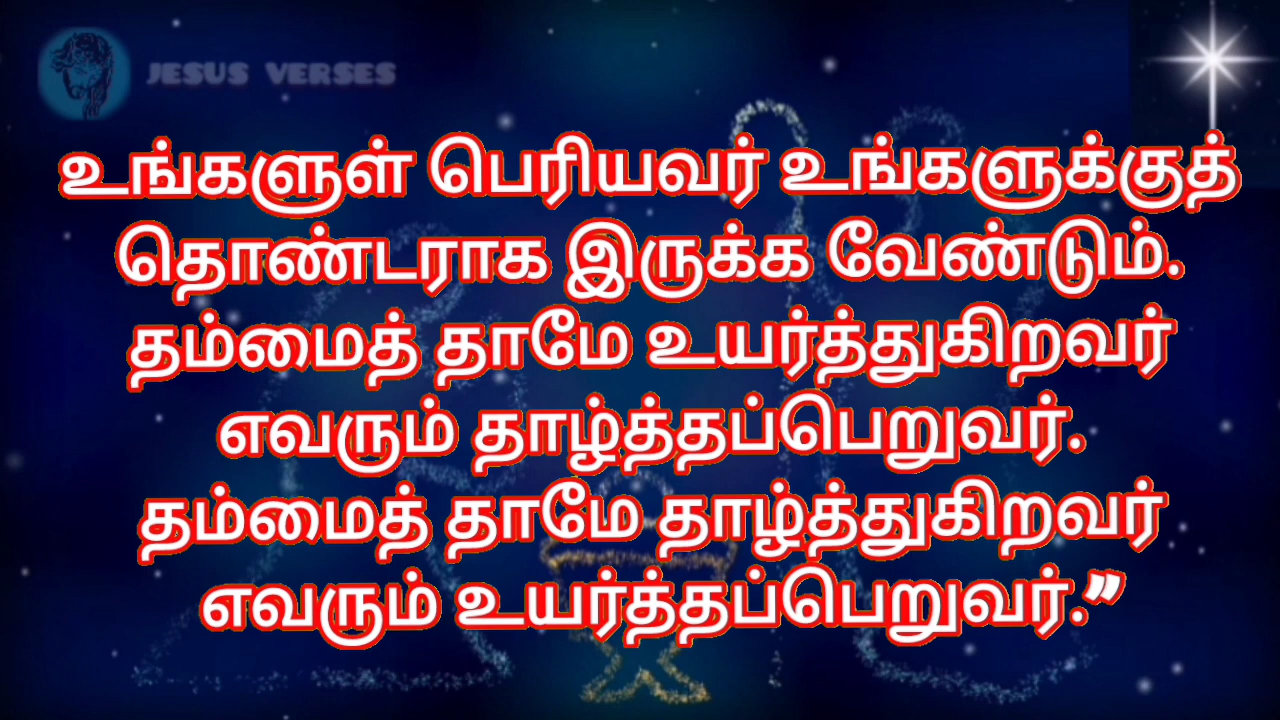 JESUS VERSES
உங்களுள் பெரியவர் உங்களுக்குத்
தொண்டராக இருக்க வேண்டும்.
தம்மைத் தாமே உயர்த்துகிறவர்
எவரும் தாழ்த்தப்பெறுவர்.
தம்மைத் தாமே தாழ்த்துகிறவர்
எவரும் உயர்த்தப்பெறுவர்.”